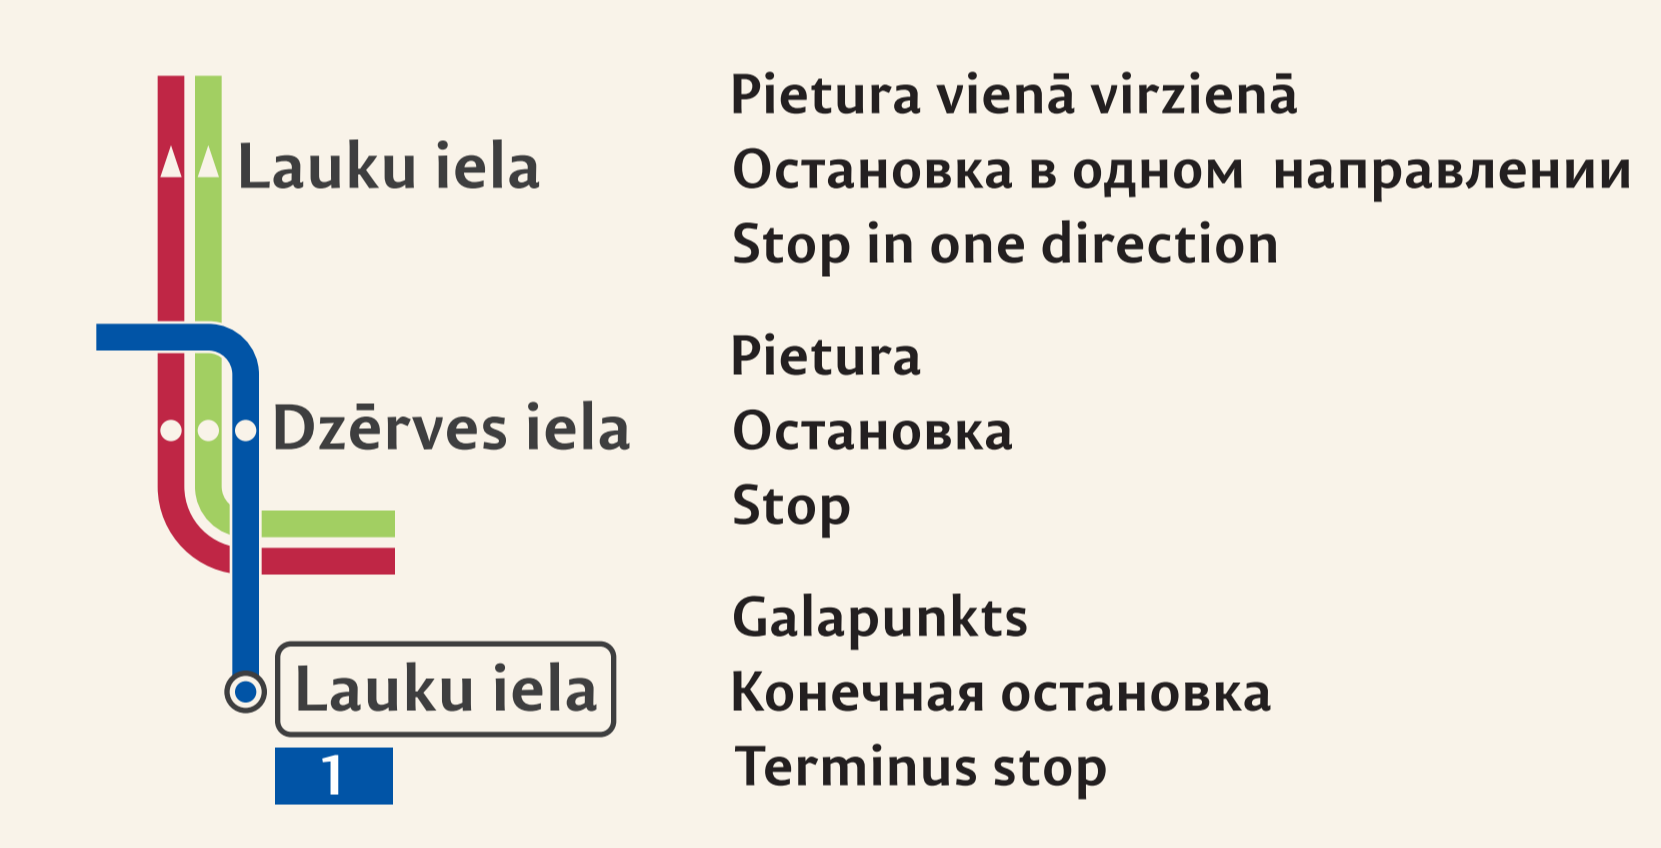 Lauku iela
Pietura vienā virzienā
Остановка в одном направлении
Stop in one direction
Dzērves iela
Pietura
Остановка
Stop
Lauku iela
1
Galapunkts
Конечная остановка
Terminus stop